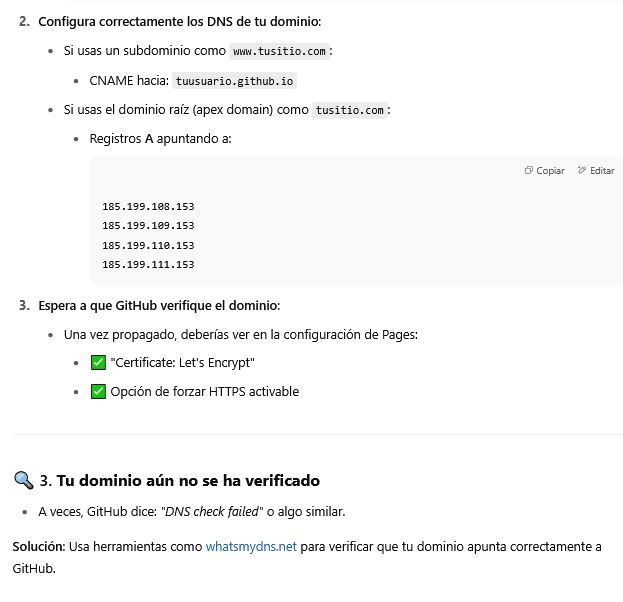 2. Configura correctamente los DNS de tu dominio:
• Si usas un subdominio como www.tusitio.com:
• CNAME hacia: tuusuario.github.io
• Si usas el dominio raíz (apex domain) como tusitio.com:
• Registros A apuntando a:
Copiar Editar
185.199.108.153
185.199.109.153
185.199.110.153
185.199.111.153
3. Espera a que GitHub verifique el dominio:
• Una vez propagado, deberías ver en la configuración de Pages:
• ✅ "Certificate: Let's Encrypt"
• ✅ Opción de forzar HTTPS activable
🔍 3. Tu dominio aún no se ha verificado
• A veces, GitHub dice: "DNS check failed" o algo similar.
Solución: Usa herramientas como whatsmydns.net para verificar que tu dominio apunta correctamente a
GitHub.